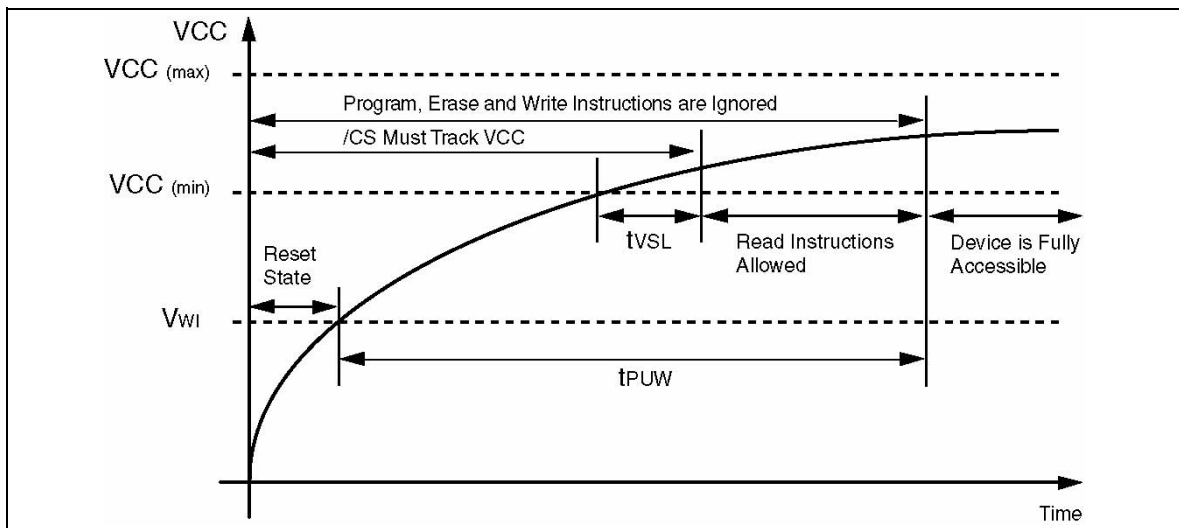 VCC
VCC (max)
Program, Erase and Write Instructions are Ignored
/CS Must Track VCC
VCC (min)
Reset
State
tVSL
Read Instructions
Allowed
Device is Fully
Accessible
VWI
tPUW
Time